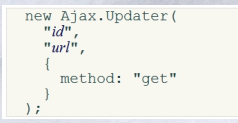 new Ajax.Updater(
"id",
"url",
{
method: "get"
}
);